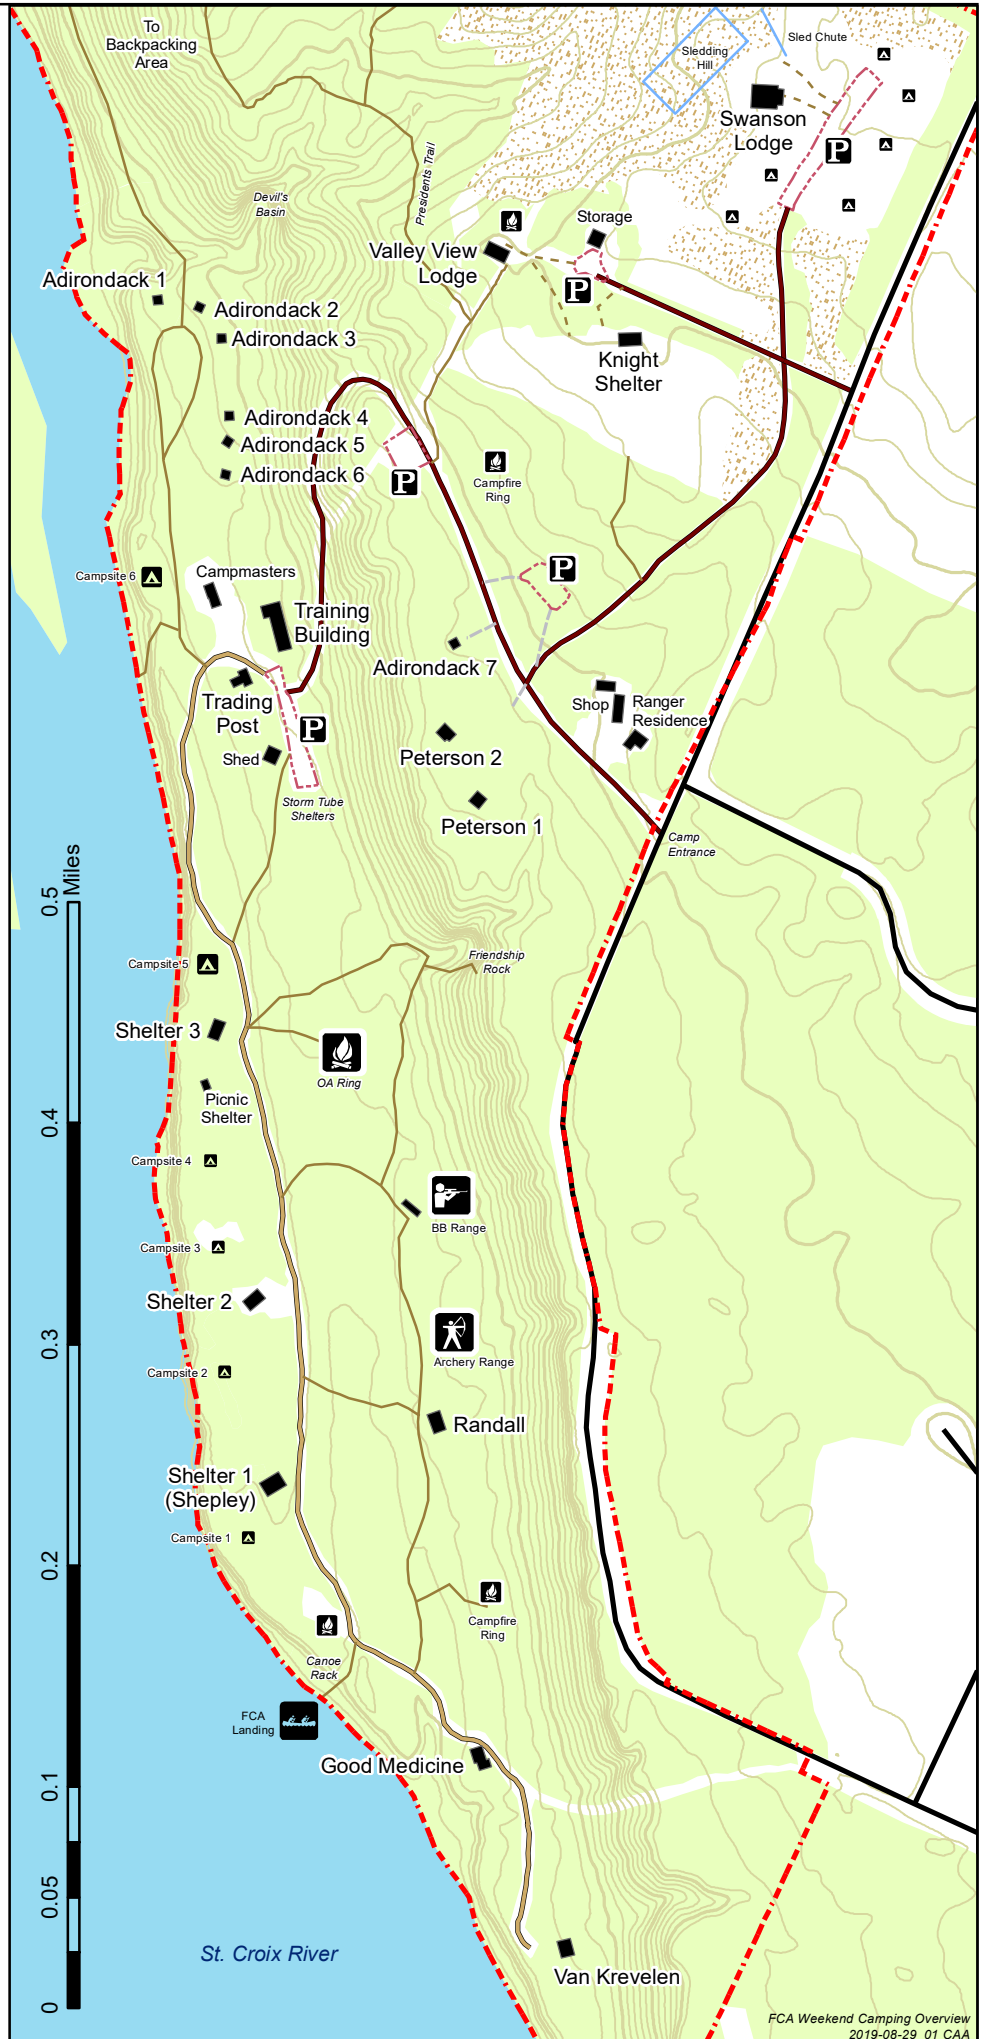 To
Backpacking
Area
Sled Chute
Sledding
Hill
Swanson
Lodge
P
Presidents Trail
Devil's
Basin
Storage
Valley View
Lodge
P
Adirondack 1
Adirondack 2
Adirondack 3
Knight
Shelter
Adirondack 4
Adirondack 5
Adirondack 6
P
Campfire
Ring
P
Campsite 6
Campmasters
Training
Building
Adirondack 7
Trading
Post
Shop
Ranger
Residence
P
Shed
Peterson 2
Storm Tube
Shelters
Peterson 1
Camp
Entrance
Miles
0.5
Friendship
Rock
Campsite 5
Shelter 3
OA Ring
Picnic
Shelter
0.4
Campsite 4
BB Range
Campsite 3
Shelter 2
0.3
Archery Range
Campsite 2
Randall
Shelter 1
(Shepley)
Campsite 1
0.2
Campfire
Ring
Canoe
Rack
FCA
Landing
Good Medicine
0.1
0.05
St. Croix River
Van Krevelen
0
FCA Weekend Camping Overview
2019-08-29_01 CAA